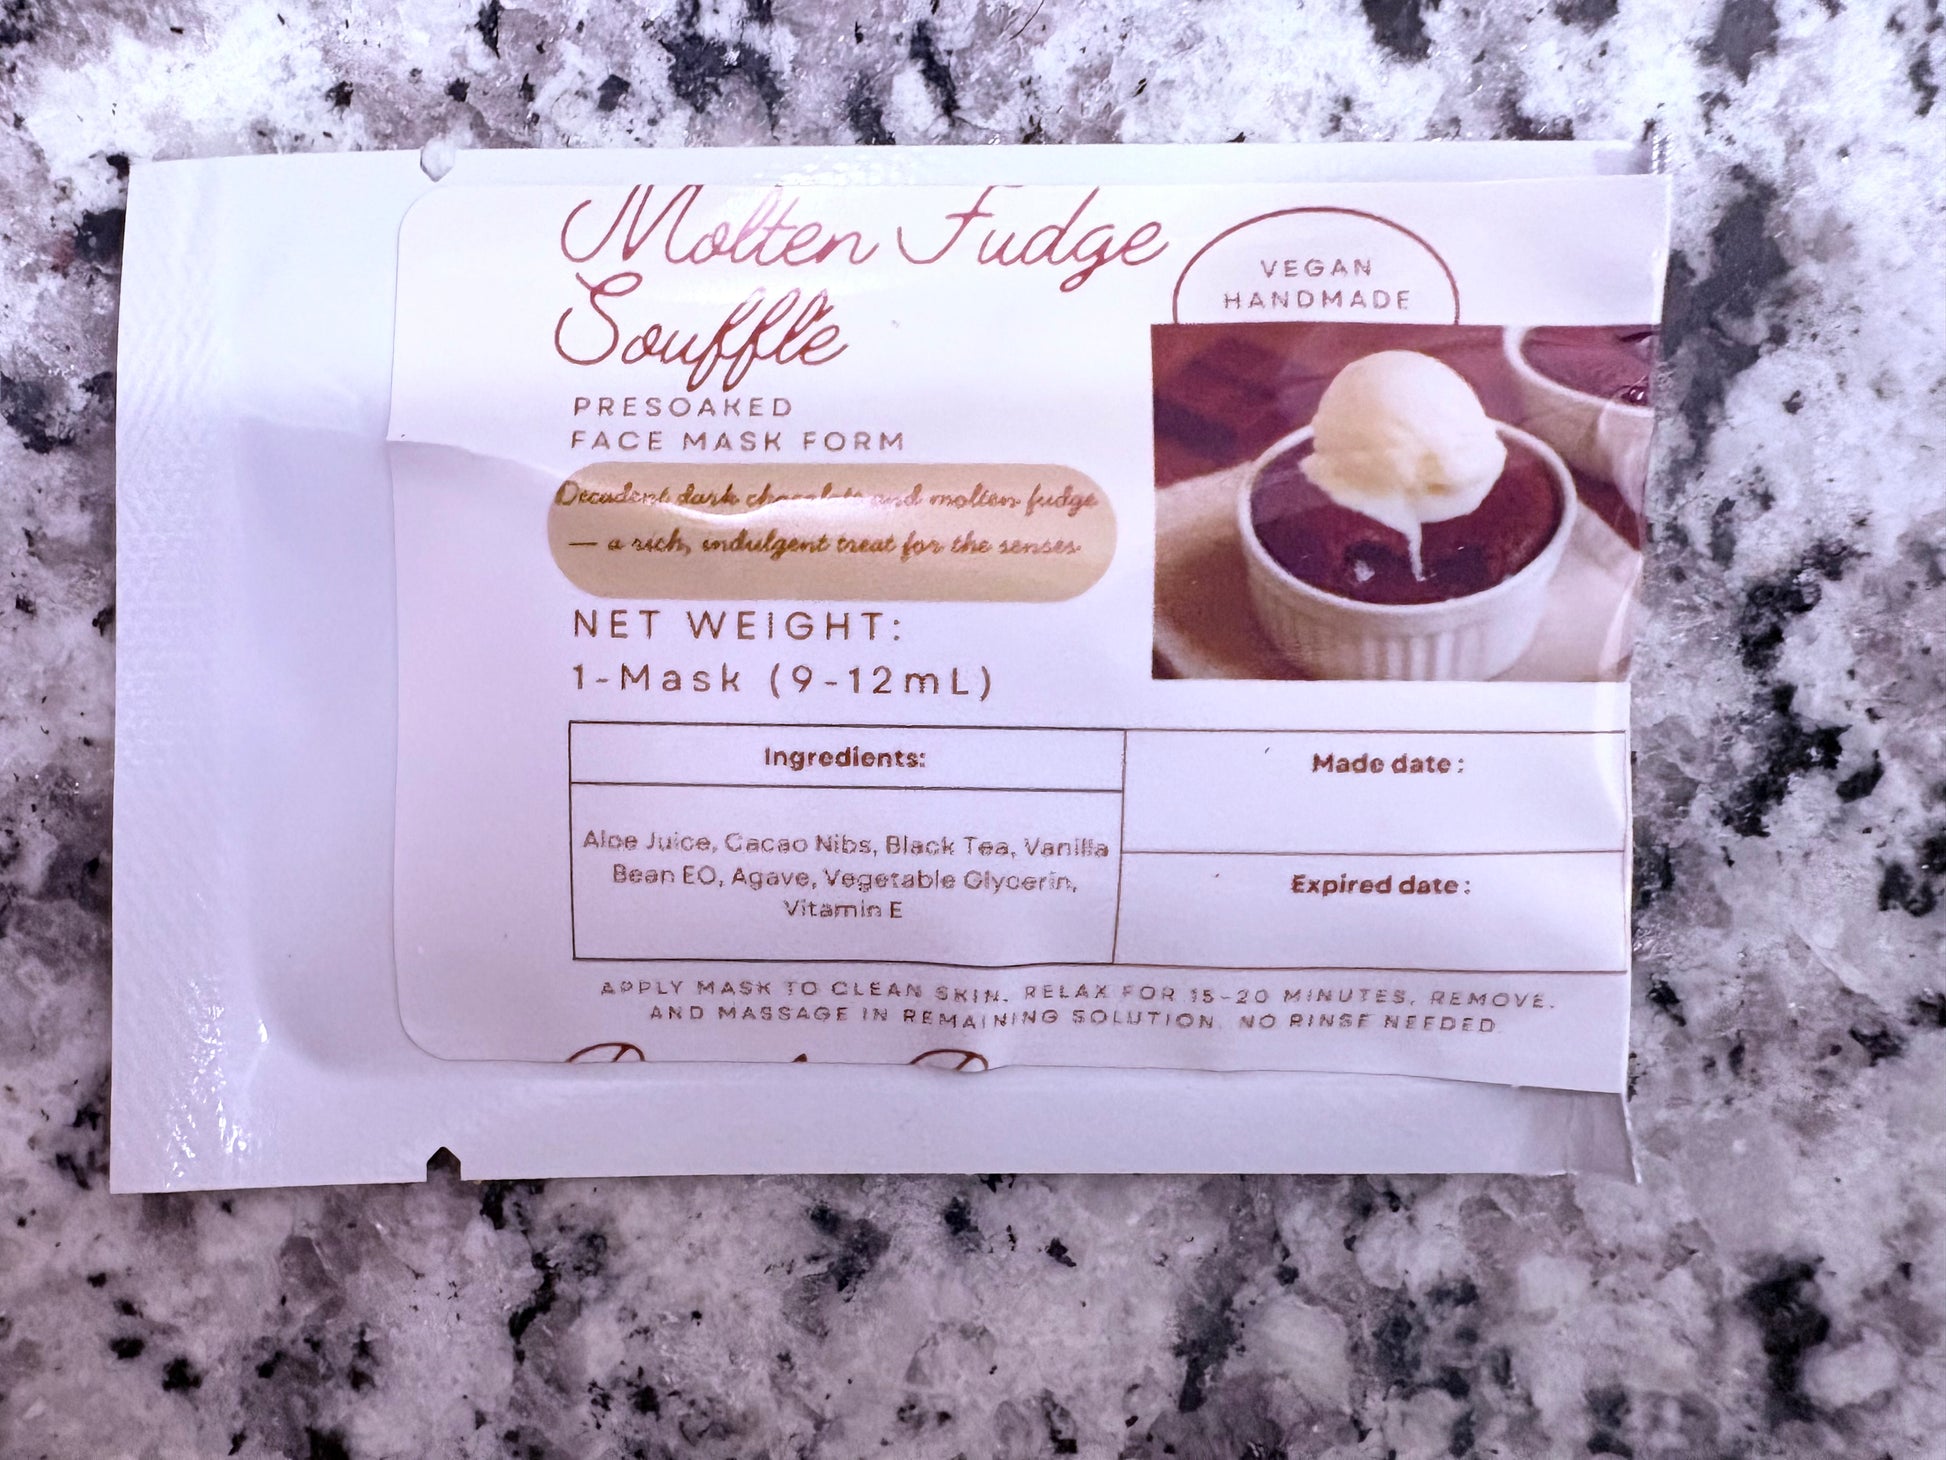 Molten Fudge
Souffle
PRESOAKED
FACE MASK FORM
Decadent dark chocolate and molten fudge
— a rich, indulgent treat for the senses
NET WEIGHT:
1-Mask (9-12mL)
VEGAN
HANDMADE
Ingredients:
Aloe Juice, Cacao Nibs, Black Tea, Vanilla
Bean EO, Agave, Vegetable Glycerin,
Vitamin E
Made date :
Expired date :
APPLY MASK TO CLEAN SKIN. RELAX FOR 15-20 MINUTES, REMOVE.
AND MASSAGE IN REMAINING SOLUTION. NO RINSE NEEDED